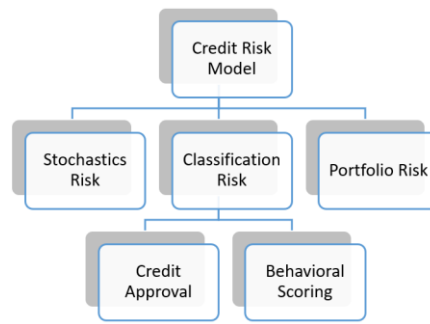 Credit Risk
Model
Stochastics
Risk
Classification
Risk
Portfolio Risk
Credit
Approval
Behavioral
Scoring